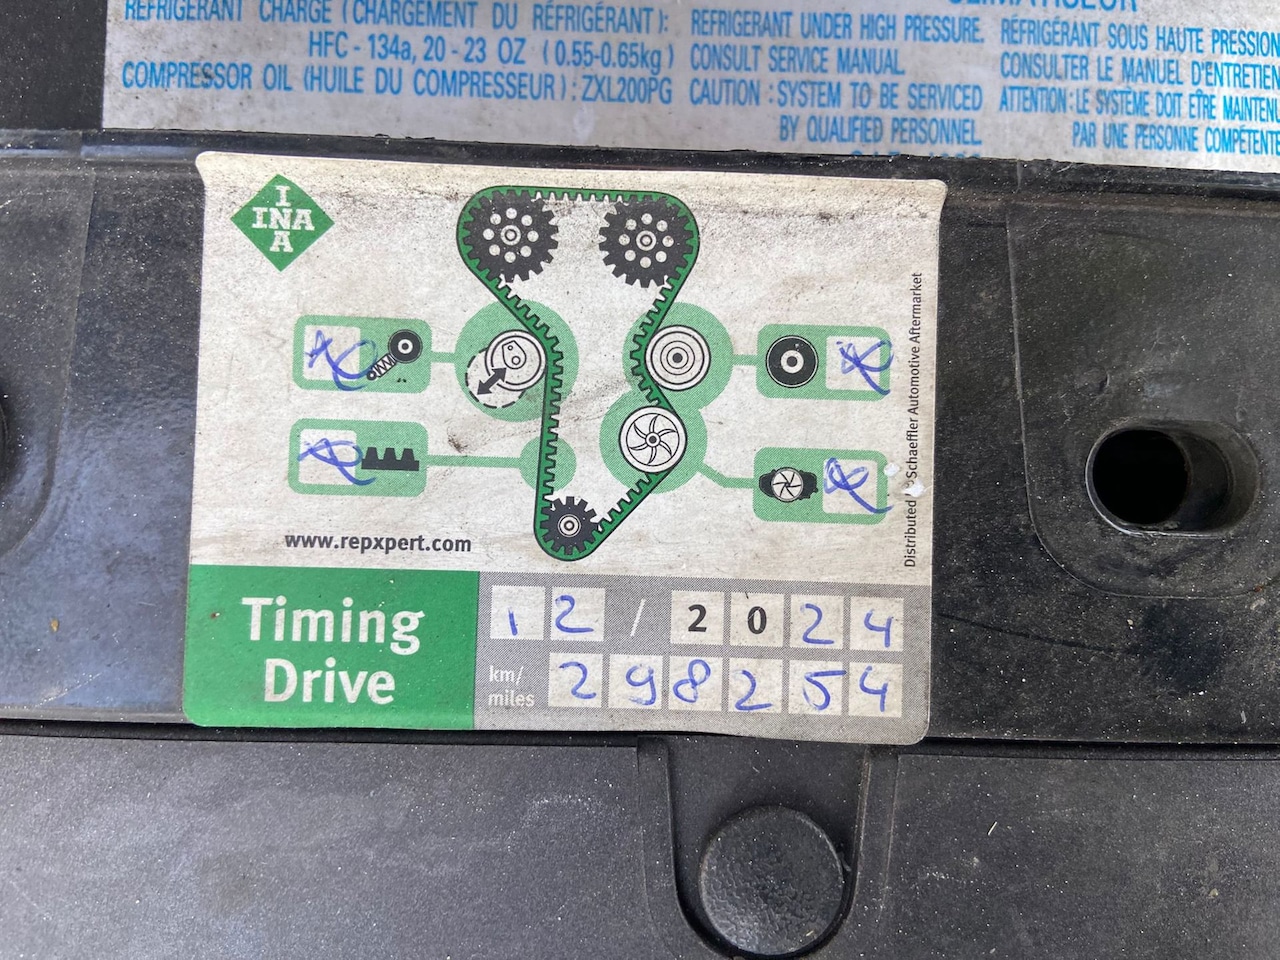 RÉFRIGERANT CHARGE (CHARGEMENT DU RÉFRIGÉRANT):
HFC - 134a, 20 - 23 OZ (0.55-0.65kg)
COMPRESSOR OIL (HUILE DU COMPRESSEUR): ZXL200PG
REFRIGERANT UNDER HIGH PRESSURE.
CONSULT SERVICE MANUAL
CAUTION : SYSTEM TO BE SERVICED
BY QUALIFIED PERSONNEL.
RÉFRIGÉRANT SOUS HAUTE PRESSION
CONSULTER LE MANUEL D'ENTRETIEN
ATTENTION : LE SYSTÈME DOIT ÊTRE MAINTENU
PAR UNE PERSONNE COMPÉTENTE
I
INA
A
www.repxpert.com
Distributed Schaeffler Automotive Aftermarket
Timing
Drive
12 / 2024
km/
miles
298254